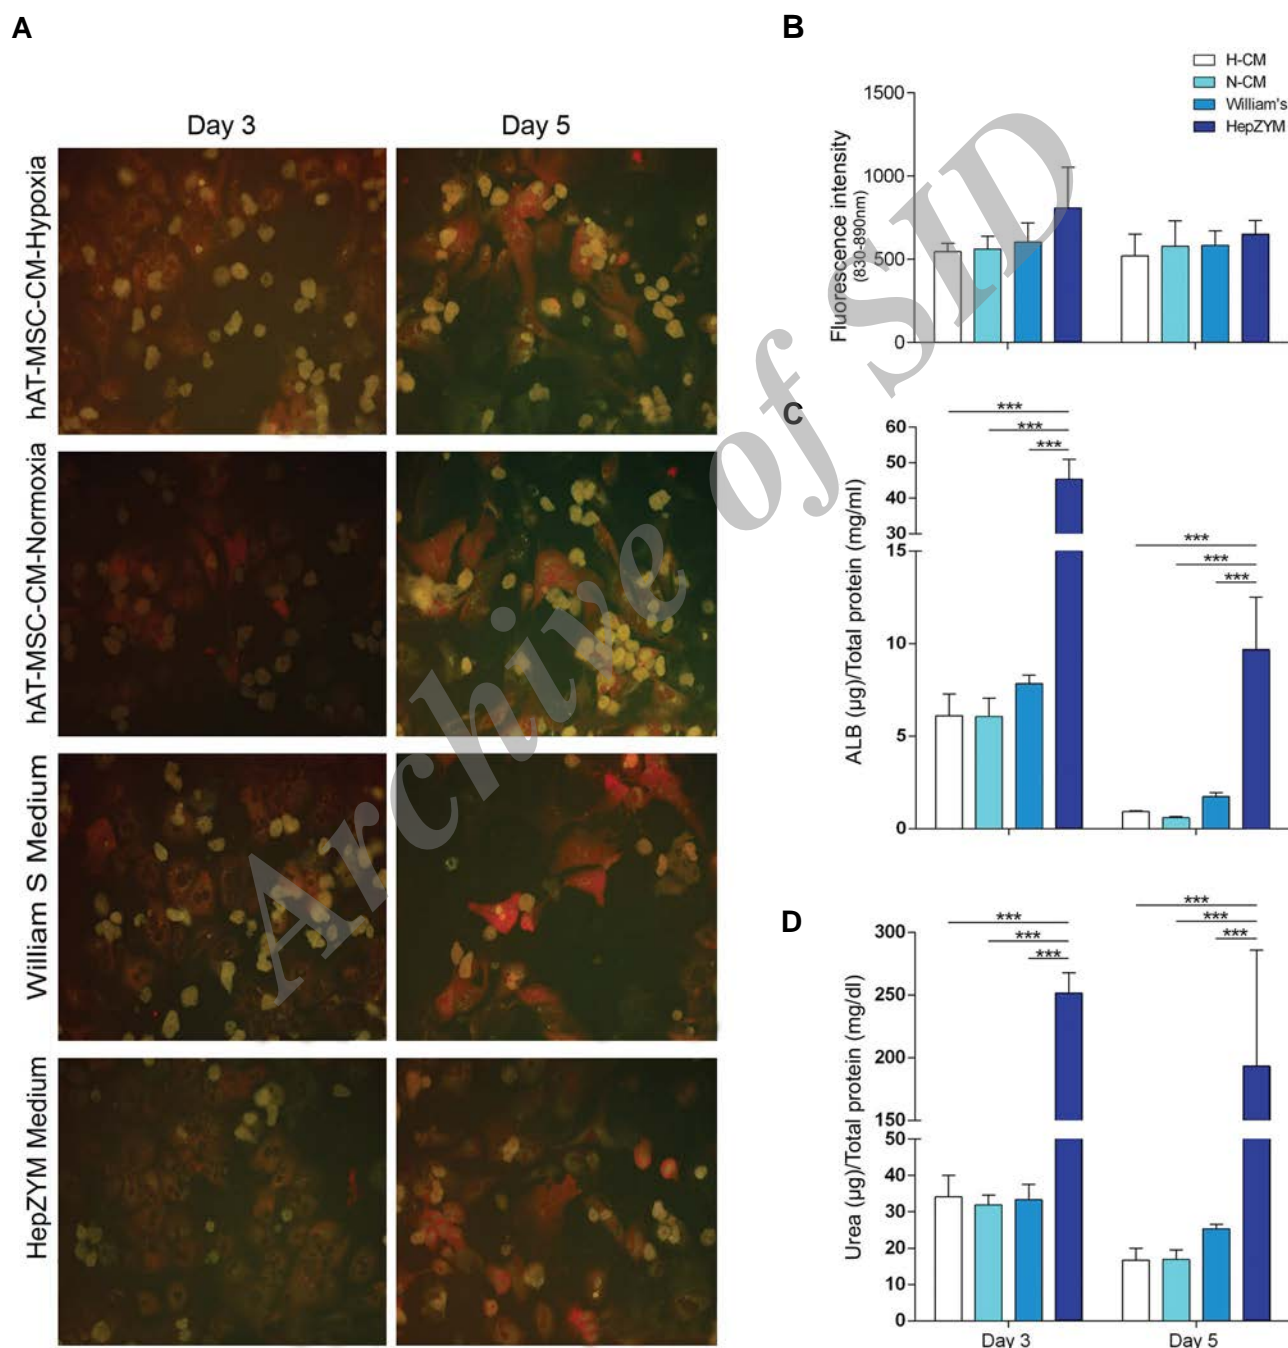 A
Day 3
Day 5
hAT-MSC-CM-Hypoxia
hAT-MSC-CM-Normoxia
William S Medium
HepZYM Medium
B
H-CM
N-CM
William's
HepZYM
Fluorescence intensity
(830-890nm)
1500
1000
500
0
C
***
***
***
***
***
***
ALB (µg)/Total protein (mg/ml)
60
50
40
30
15
10
5
0
D
***
***
***
***
***
***
Urea (µg)/Total protein (mg/dl)
300
250
200
150
50
40
30
20
10
0
Day 3
Day 5
Archive of SID